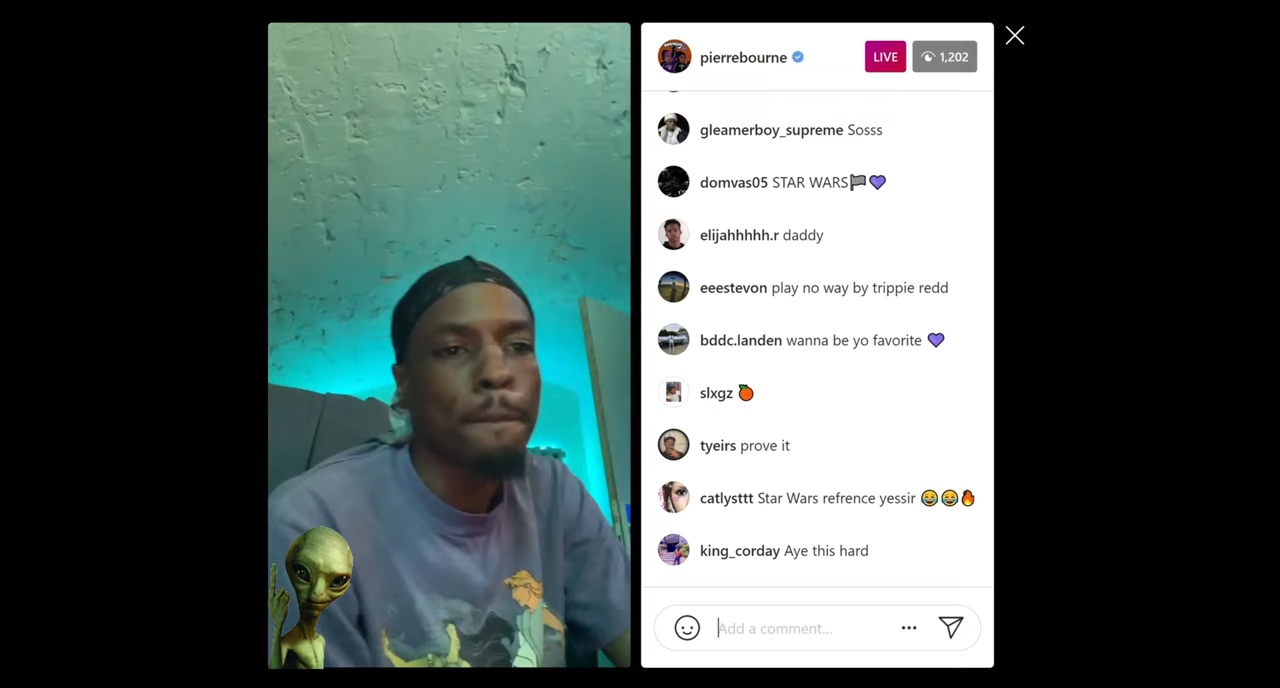 pierrebourne
LIVE
1,202
gleamerboy_supreme Sosss
domvas05 STAR WARS🏴💜
elijahhhhh.r daddy
eeestevon play no way by trippie redd
bddc.landen wanna be yo favorite 💜
slxgz 🍊
tyeirs prove it
catlysttt Star Wars refrence yessir 😂😂🔥
king_corday Aye this hard
Add a comment...